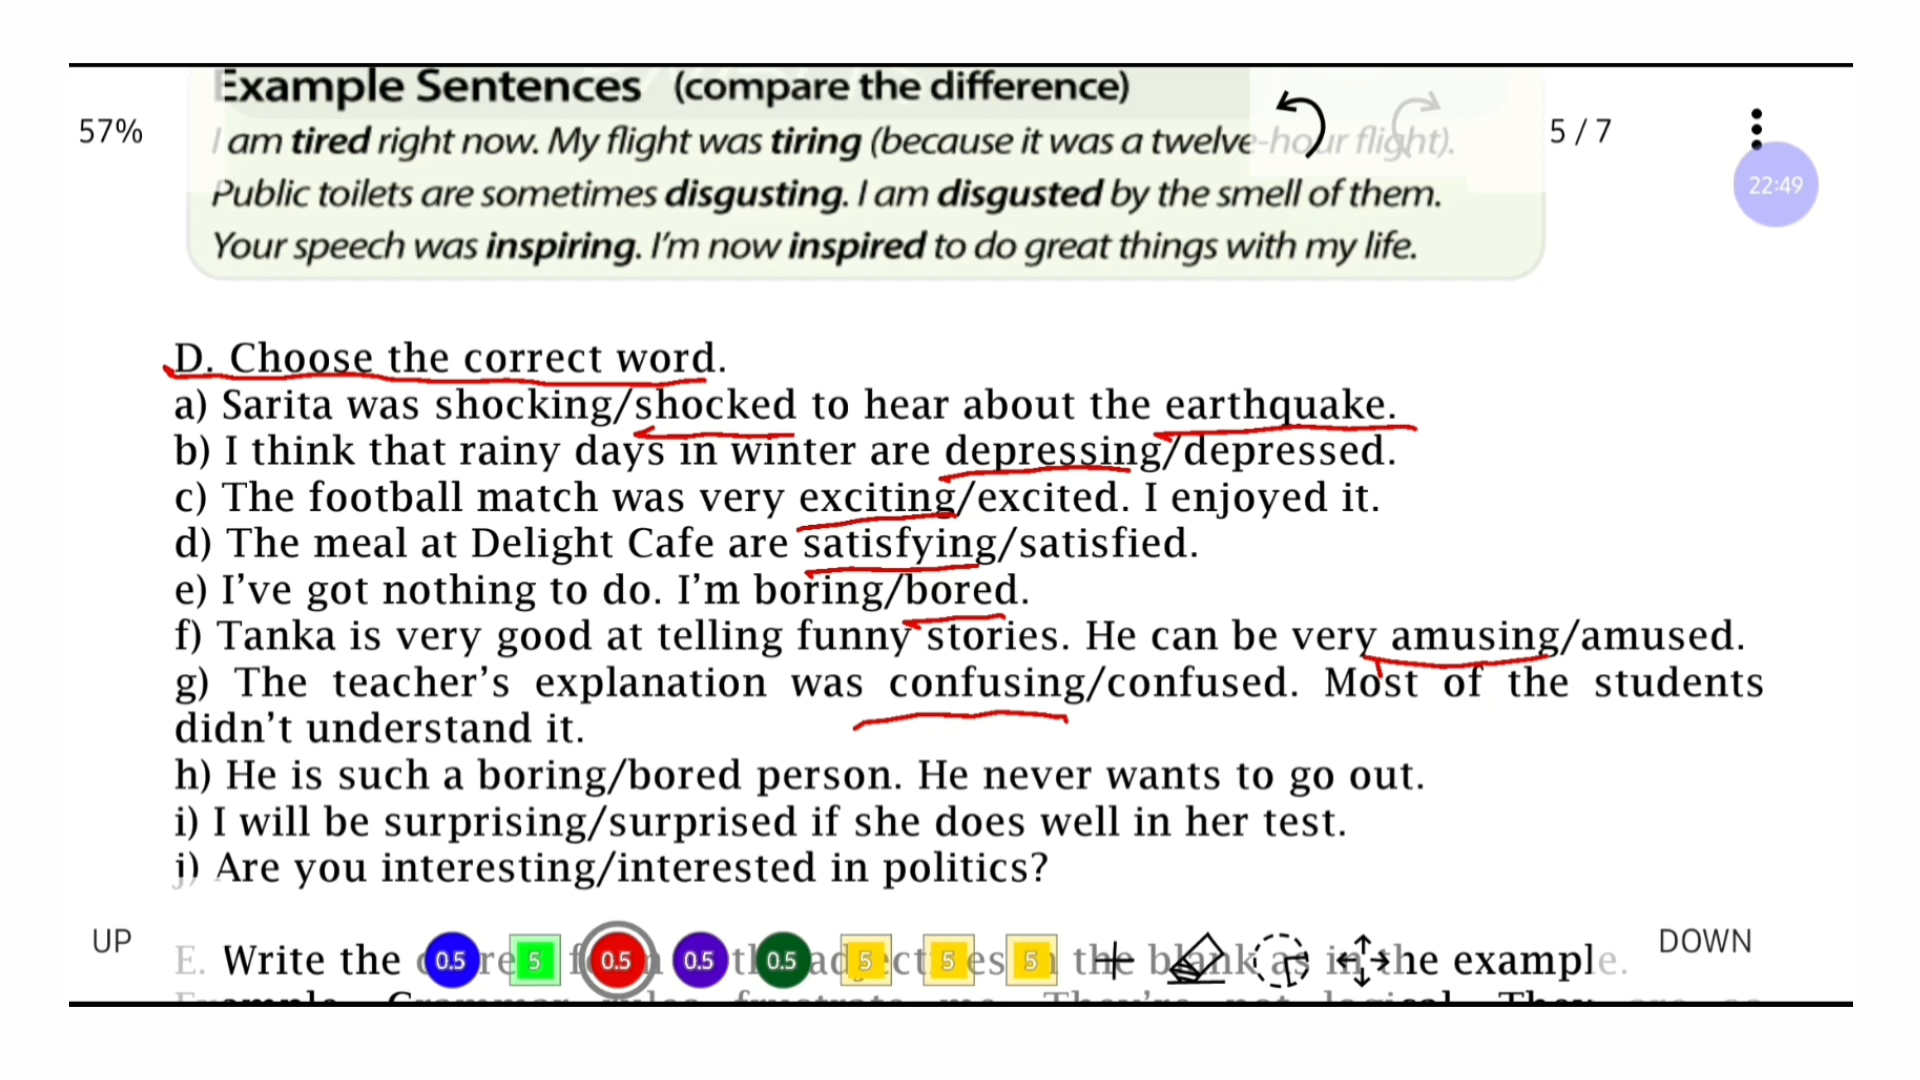 Example Sentences (compare the difference)
57%
I am tired right now. My flight was tiring (because it was a twelve-hour flight).
5 / 7
22:49
Public toilets are sometimes disgusting. I am disgusted by the smell of them.
Your speech was inspiring. I'm now inspired to do great things with my life.
D. Choose the correct word.
a) Sarita was shocking/shocked to hear about the earthquake.
b) I think that rainy days in winter are depressing/depressed.
c) The football match was very exciting/excited. I enjoyed it.
d) The meal at Delight Cafe are satisfying/satisfied.
e) I've got nothing to do. I'm boring/bored.
f) Tanka is very good at telling funny stories. He can be very amusing/amused.
g) The teacher's explanation was confusing/confused. Most of the students
didn't understand it.
h) He is such a boring/bored person. He never wants to go out.
i) I will be surprising/surprised if she does well in her test.
j) Are you interesting/interested in politics?
UP
DOWN
E. Write the the blank as in the example.
0.5 5 0.5 0.5 0.5 5 5 5